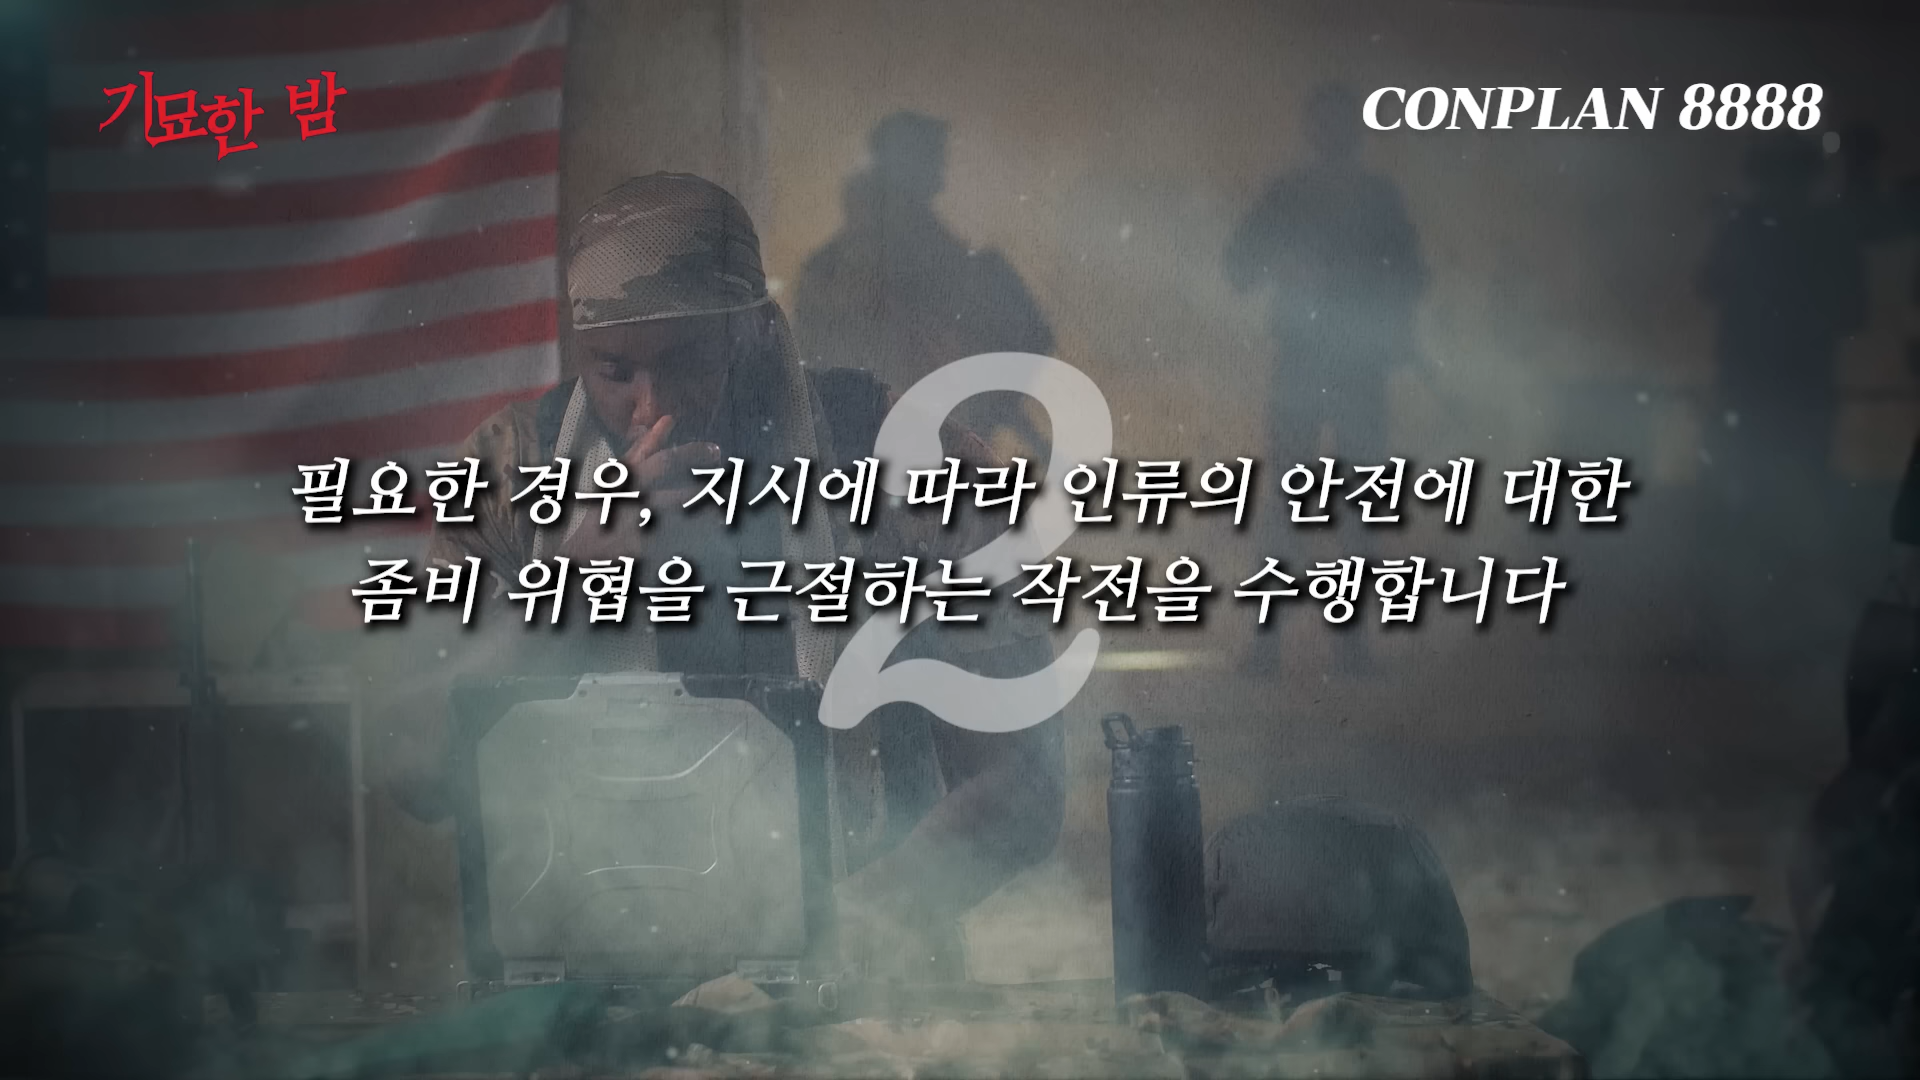 기묘한 밤
CONPLAN 8888
2
필요한 경우, 지시에 따라 인류의 안전에 대한
좀비 위협을 근절하는 작전을 수행합니다